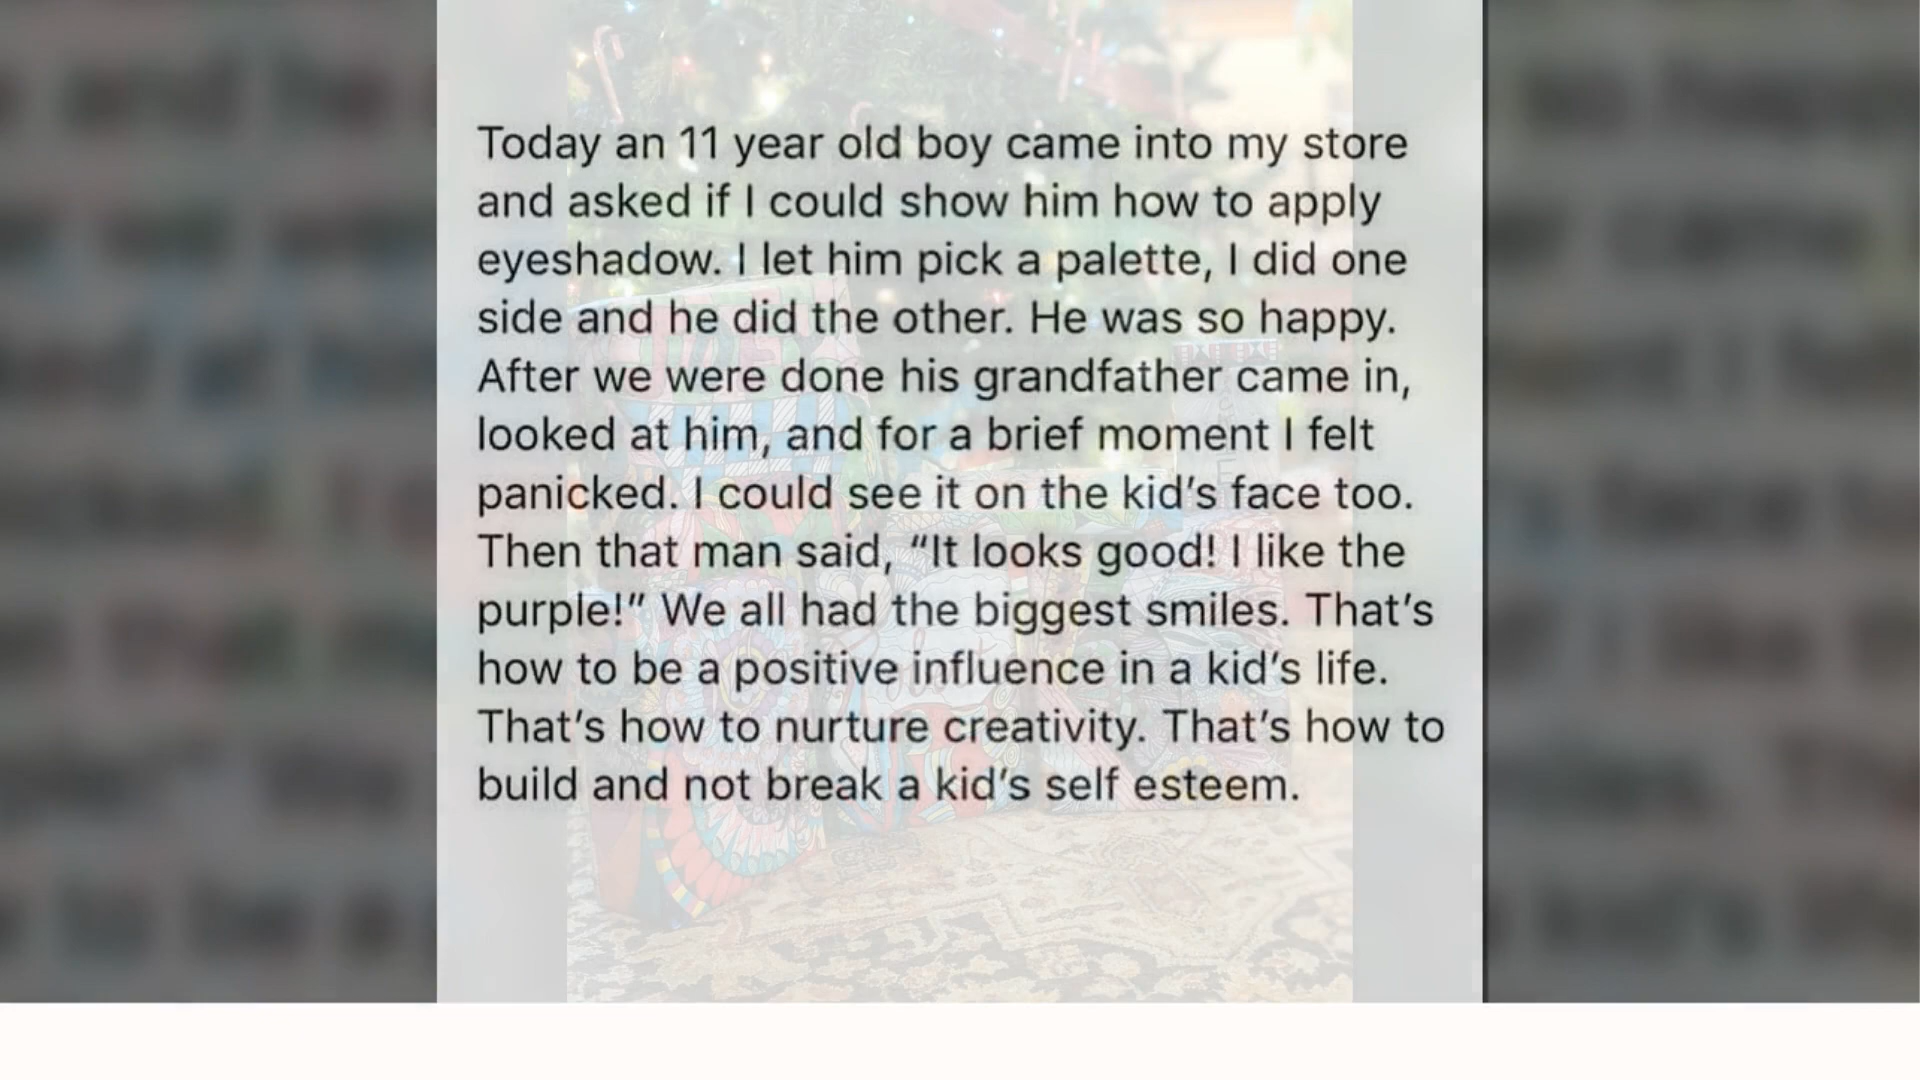 Today an 11 year old boy came into my store
and asked if I could show him how to apply
eyeshadow. I let him pick a palette, I did one
side and he did the other. He was so happy.
After we were done his grandfather came in,
looked at him, and for a brief moment I felt
panicked. I could see it on the kid’s face too.
Then that man said, “It looks good! I like the
purple!” We all had the biggest smiles. That’s
how to be a positive influence in a kid’s life.
That’s how to nurture creativity. That’s how to
build and not break a kid’s self esteem.